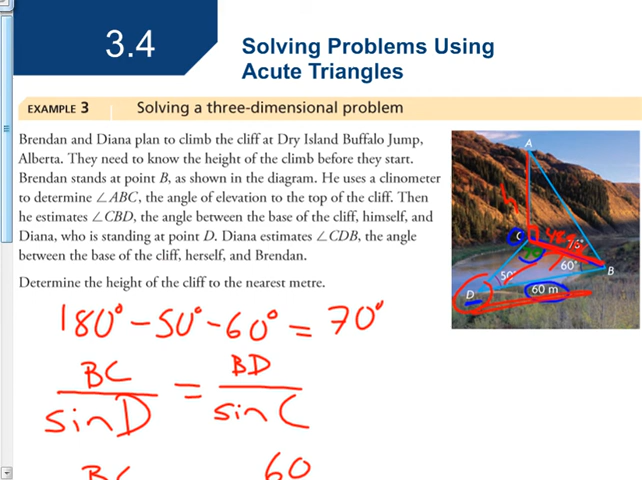 3.4
Solving Problems Using
Acute Triangles
EXAMPLE 3 Solving a three-dimensional problem
Brendan and Diana plan to climb the cliff at Dry Island Buffalo Jump,
Alberta. They need to know the height of the climb before they start.
Brendan stands at point B, as shown in the diagram. He uses a clinometer
to determine ∠ABC, the angle of elevation to the top of the cliff. Then
he estimates ∠CBD, the angle between the base of the cliff, himself, and
Diana, who is standing at point D. Diana estimates ∠CDB, the angle
between the base of the cliff, herself, and Brendan.
Determine the height of the cliff to the nearest metre.
A
h
C
76°
60°
50°
B
D
60 m
180° - 50° - 60° = 70°
BC BD
= 
sin D sin C
BC 60